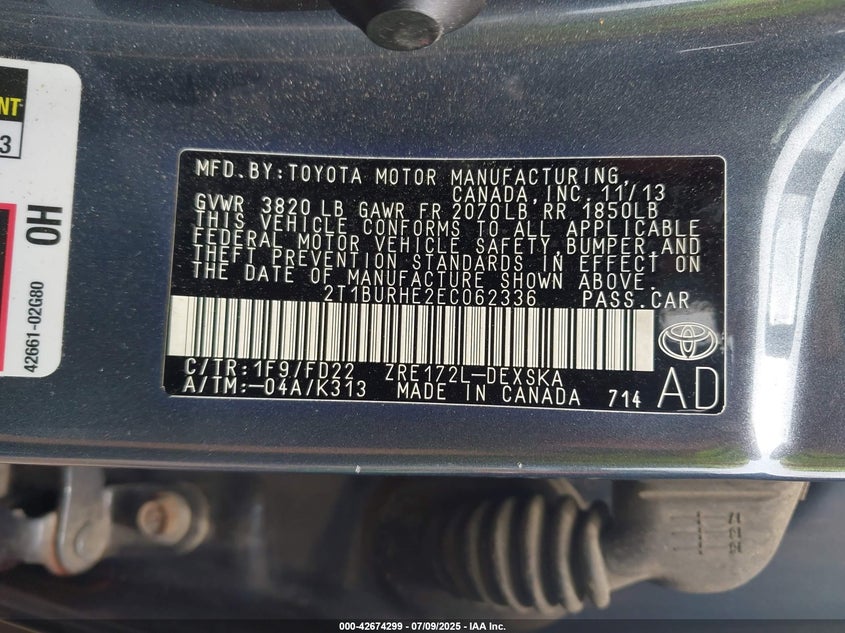 NT
3
OH
42661-02G80
MFD. BY: TOYOTA MOTOR MANUFACTURING,
CANADA, INC. 11/13
GVWR 3820 LB GAWR FR 2070LB RR 1850LB
THIS VEHICLE CONFORMS TO ALL APPLICABLE
FEDERAL MOTOR VEHICLE SAFETY, BUMPER, AND
THEFT PREVENTION STANDARDS IN EFFECT ON
THE DATE OF MANUFACTURE SHOWN ABOVE.
2T1BURHE2EC062336 PASS. CAR
C/TR: 1F9/FD22 ZRE172L-DEXSKA
A/TM: -04A/K313 MADE IN CANADA 714 AD
000-42674299 - 07/09/2025 - IAA Inc.